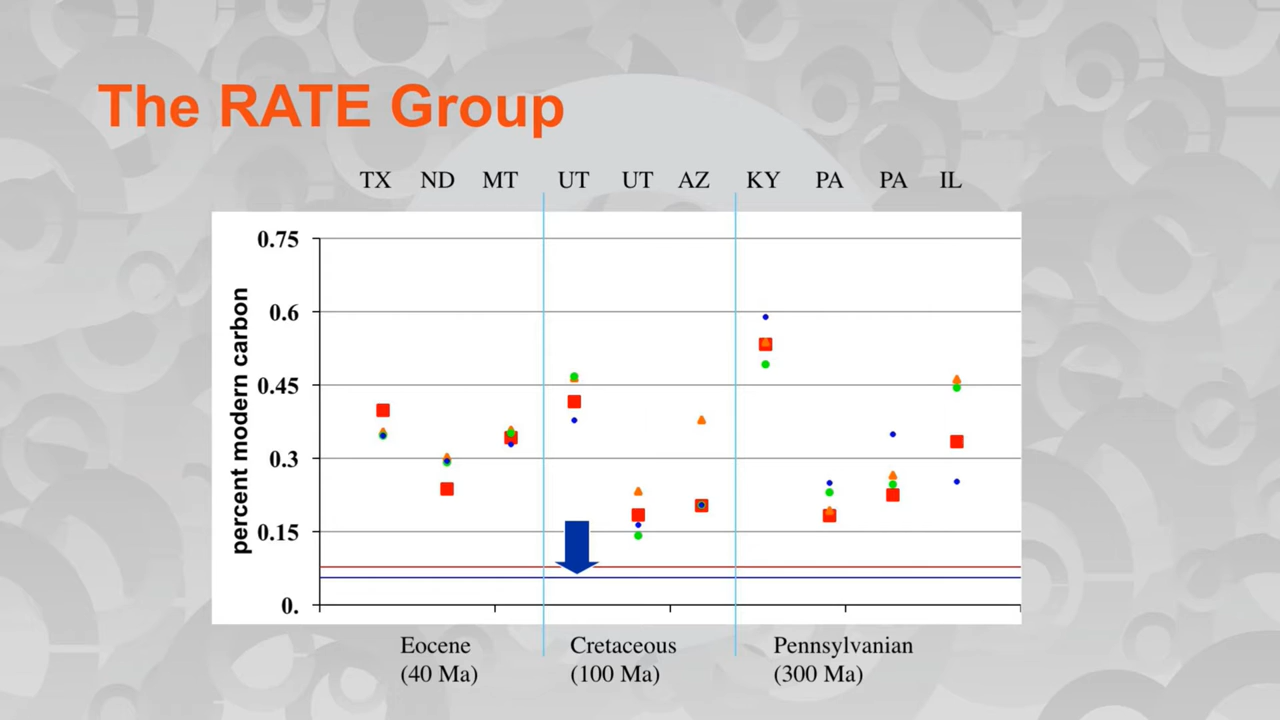 The RATE Group
TX ND MT UT UT AZ KY PA PA IL
percent modern carbon
0.75
0.6
0.45
0.3
0.15
0.
Eocene Cretaceous Pennsylvanian
(40 Ma) (100 Ma) (300 Ma)